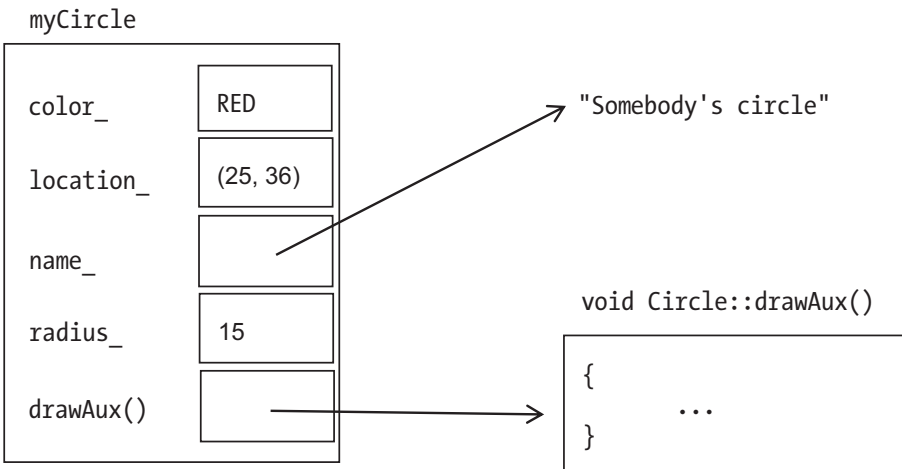 myCircle
color_ RED
"Somebody's circle"
location_ (25, 36)
name_
void Circle::drawAux()
radius_ 15
{
drawAux()
...
}